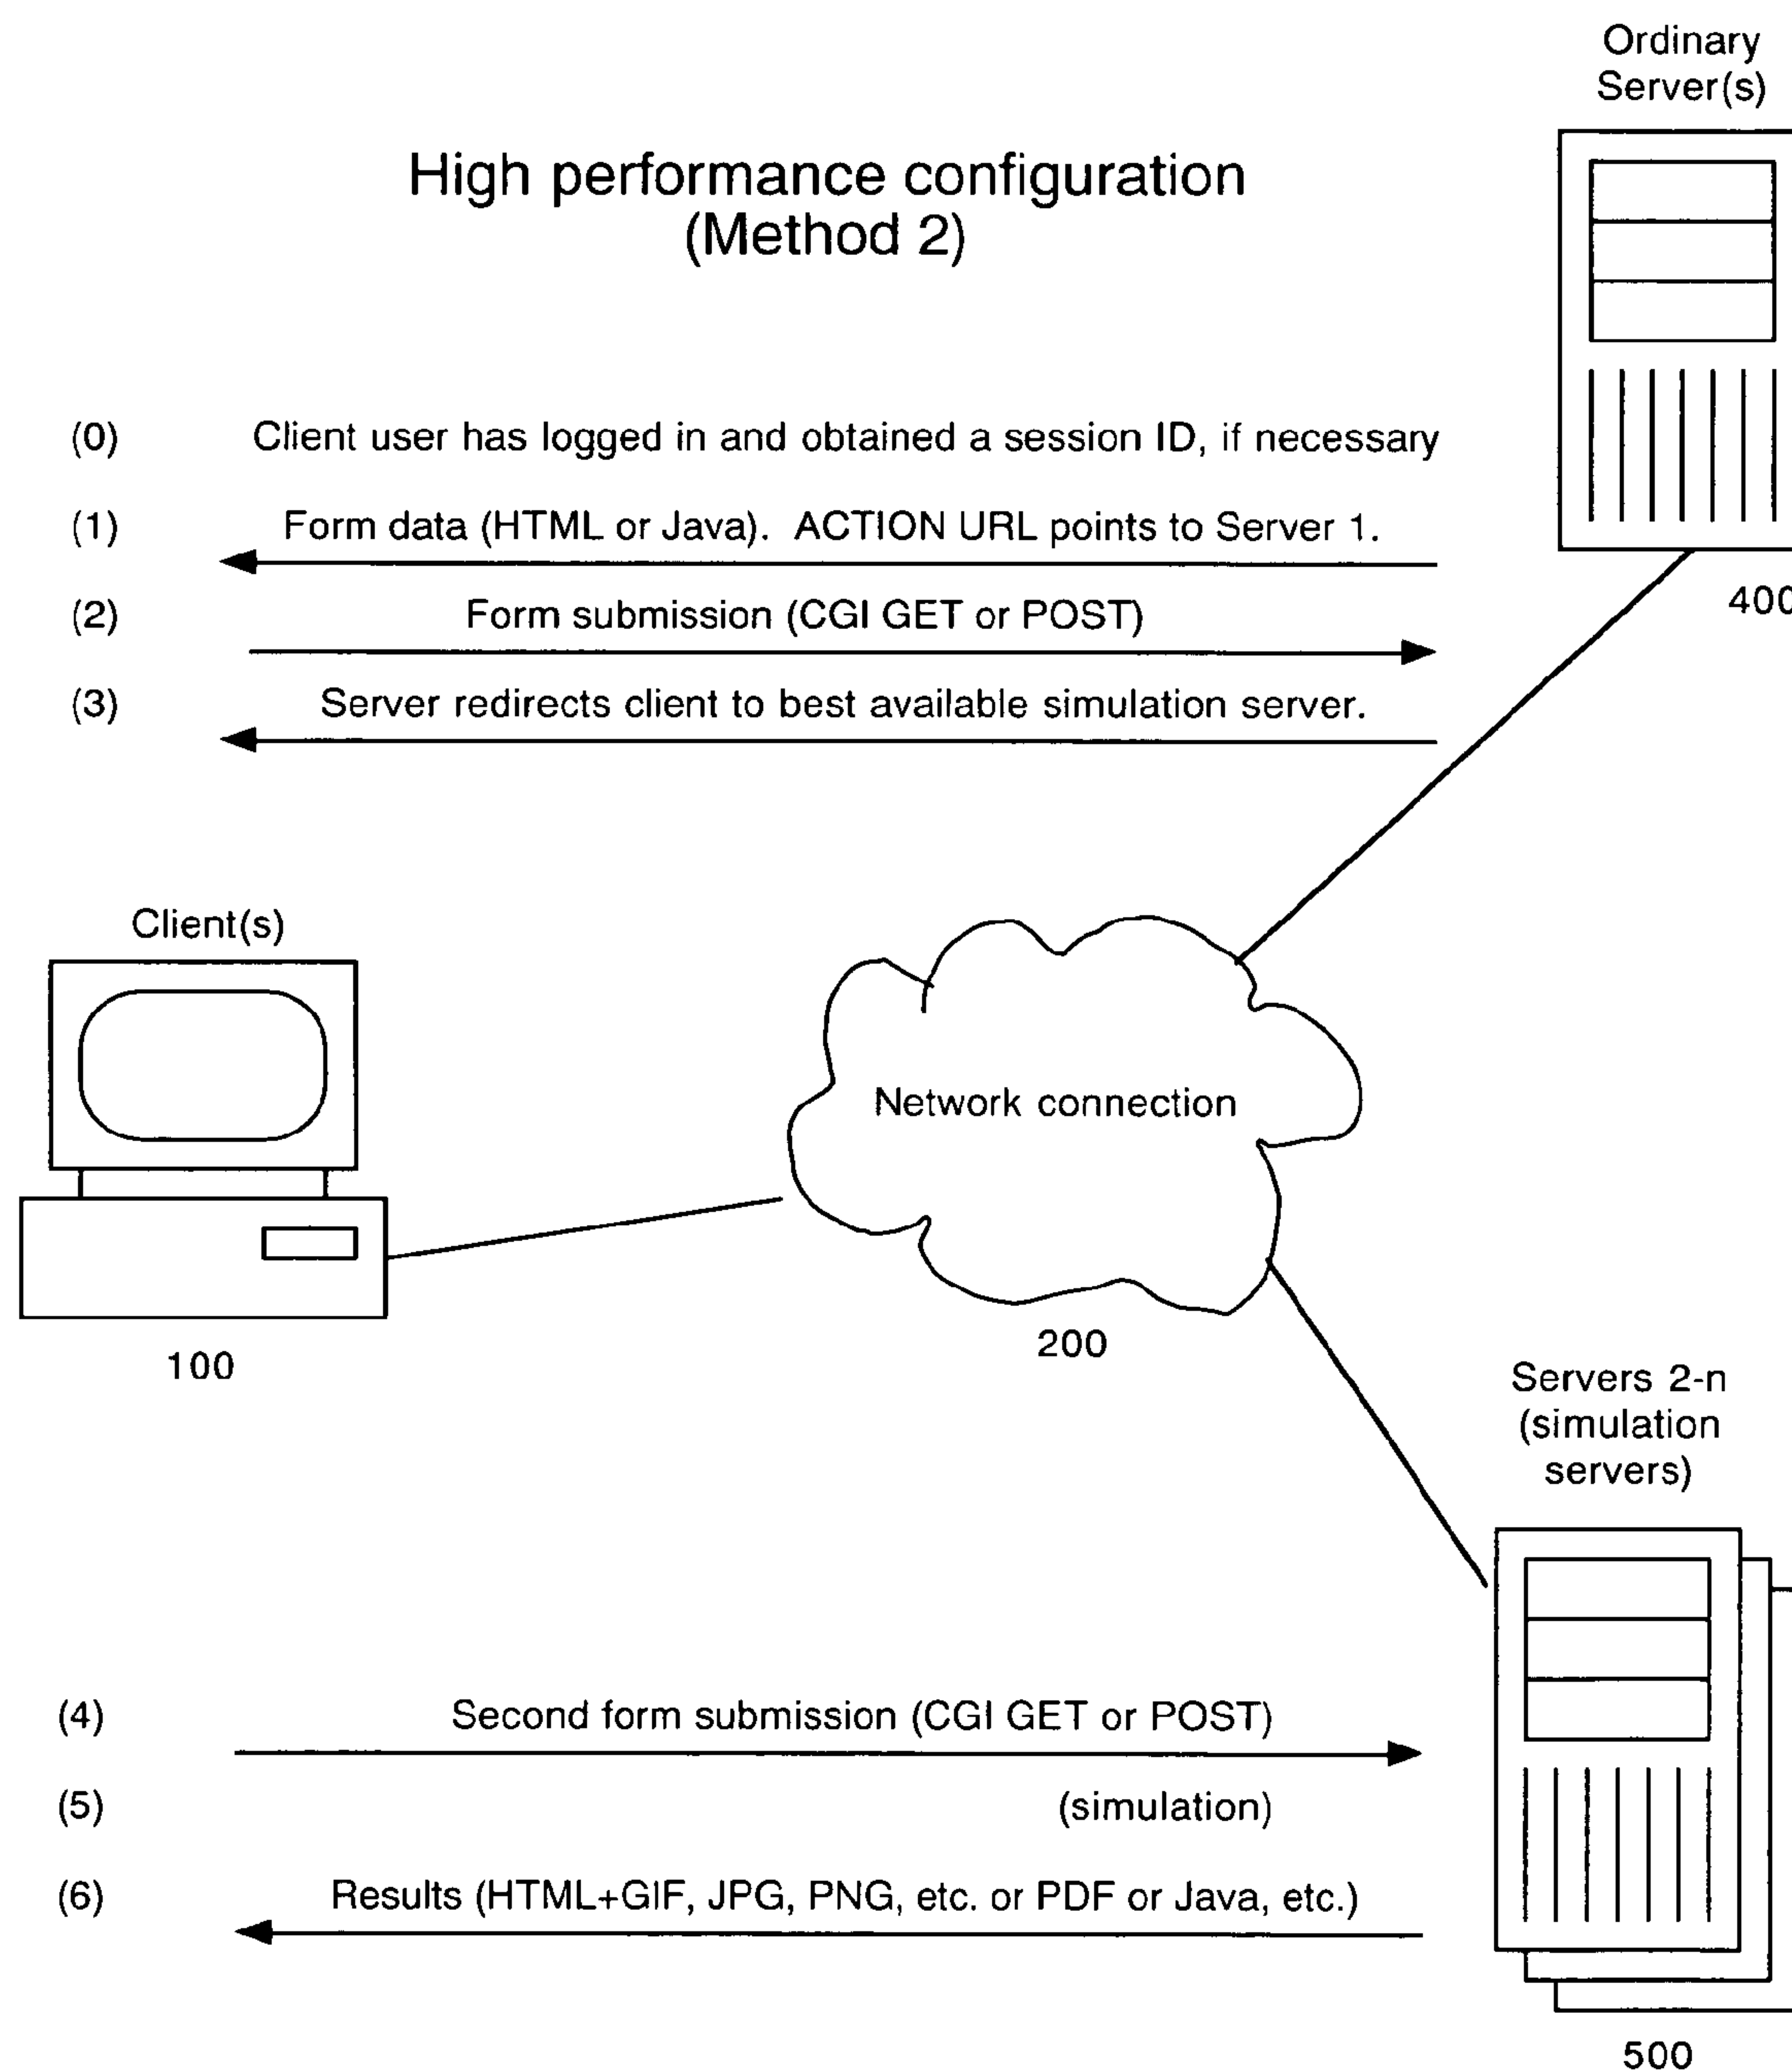 Ordinary
Server(s)
High performance configuration
(Method 2)
(0) Client user has logged in and obtained a session ID, if necessary
(1) Form data (HTML or Java). ACTION URL points to Server 1.
(2) Form submission (CGI GET or POST)
400
(3) Server redirects client to best available simulation server.
Client(s)
Network connection
200
100
Servers 2-n
(simulation
servers)
(4) Second form submission (CGI GET or POST)
(5) (simulation)
(6) Results (HTML+GIF, JPG, PNG, etc. or PDF or Java, etc.)
500